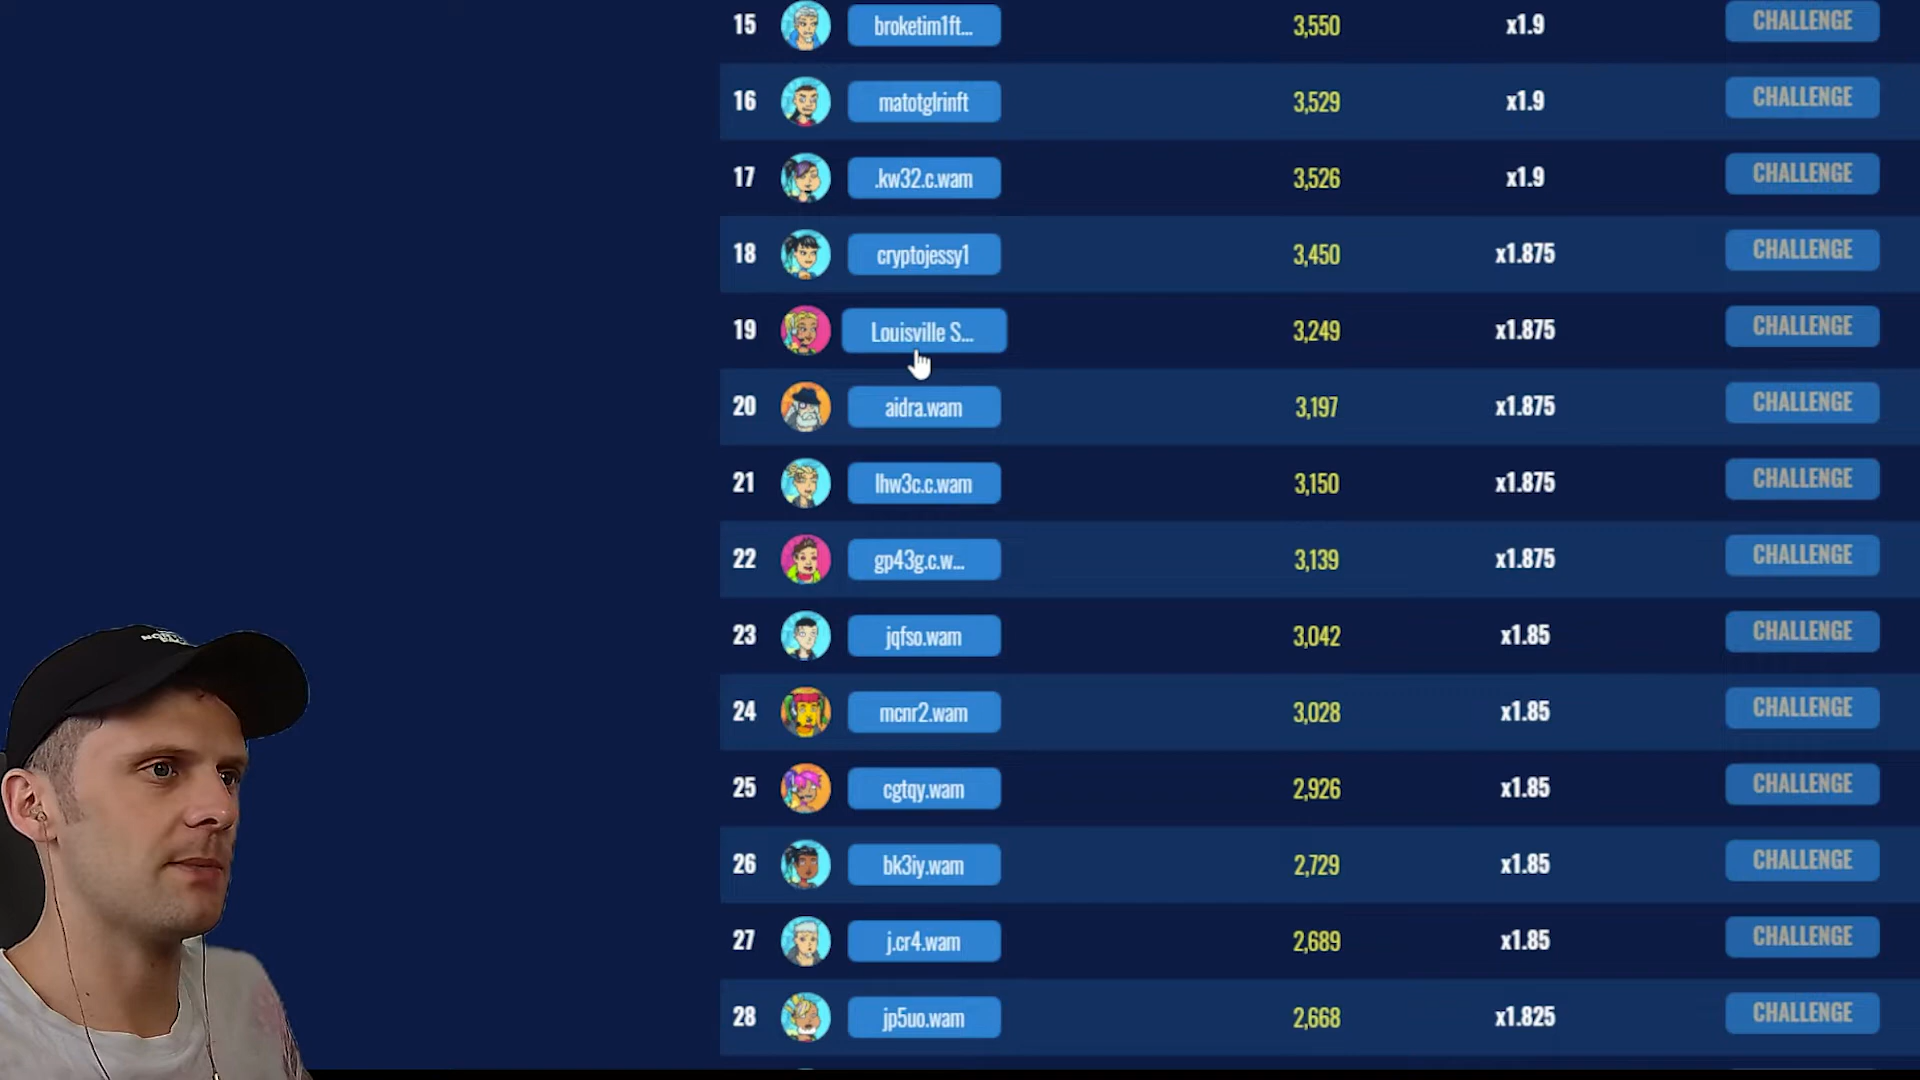 15 broketim1ft... 3,550 x1.9 CHALLENGE
16 matotglrinft 3,529 x1.9 CHALLENGE
17 .kw32.c.wam 3,526 x1.9 CHALLENGE
18 cryptojessy1 3,450 x1.875 CHALLENGE
19 Louisville S... 3,249 x1.875 CHALLENGE
20 aidra.wam 3,197 x1.875 CHALLENGE
21 lhw3c.c.wam 3,150 x1.875 CHALLENGE
22 gp43g.c.w... 3,139 x1.875 CHALLENGE
23 jqfso.wam 3,042 x1.85 CHALLENGE
24 mcnr2.wam 3,028 x1.85 CHALLENGE
25 cgtqy.wam 2,926 x1.85 CHALLENGE
26 bk3iy.wam 2,729 x1.85 CHALLENGE
27 j.cr4.wam 2,689 x1.85 CHALLENGE
28 jp5uo.wam 2,668 x1.825 CHALLENGE